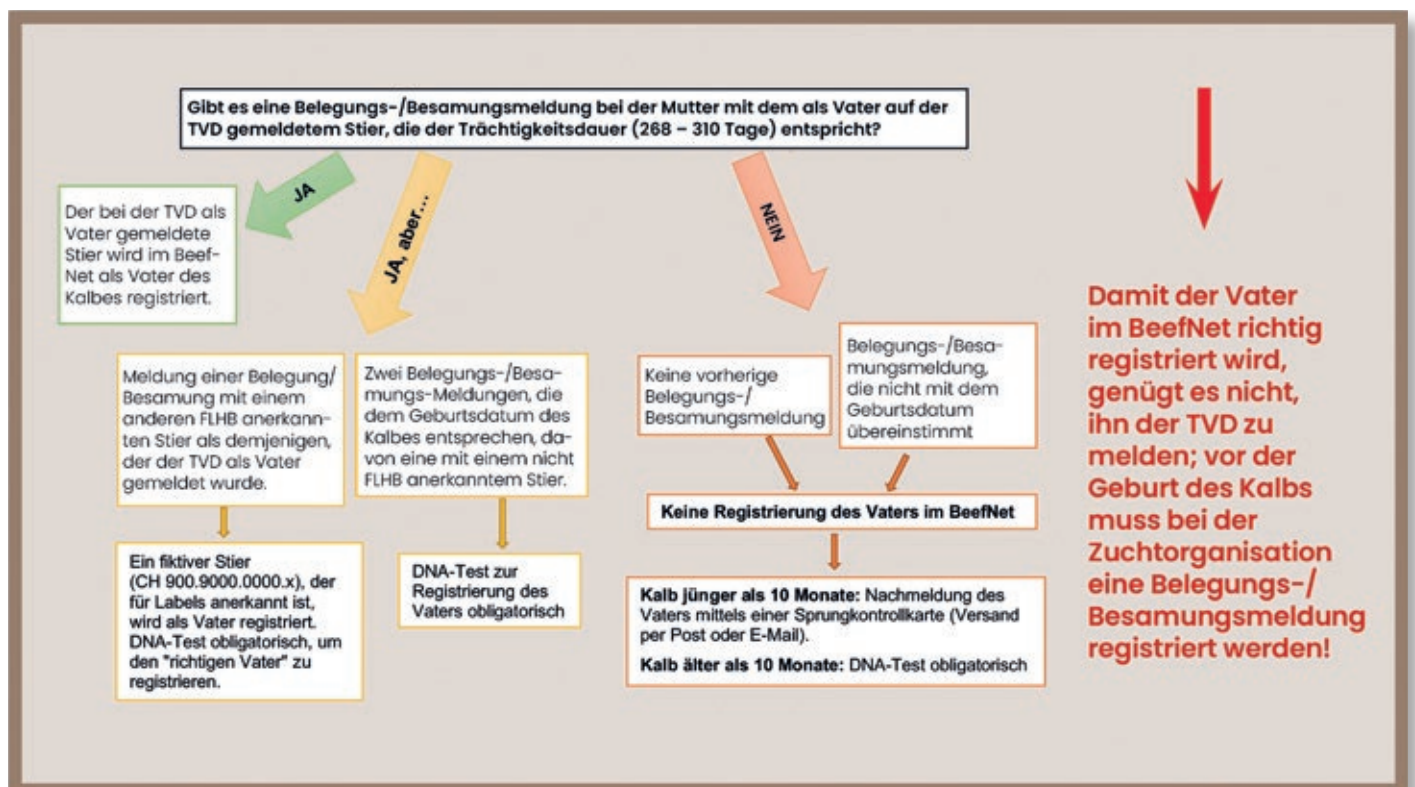 Gibt es eine Belegungs-/Besamungsmeldung bei der Mutter mit dem als Vater auf der
TVD gemeldetem Stier, die der Trächtigkeitsdauer (268 – 310 Tage) entspricht?
JA
JA, aber...
NEIN
Der bei der TVD als
Vater gemeldete
Stier wird im Beef-
Net als Vater des
Kalbes registriert.
Meldung einer Belegung/
Besamung mit einem
anderen FLHB anerkann-
ten Stier als demjenigen,
der der TVD als Vater
gemeldet wurde.
Zwei Belegungs-/Besa-
mungs-Meldungen, die
dem Geburtsdatum des
Kalbes entsprechen, da-
von eine mit einem nicht
FLHB anerkanntem Stier.
Keine vorherige
Belegungs-/
Besamungsmeldung
Belegungs-/Besa-
mungsmeldung,
die nicht mit dem
Geburtsdatum
übereinstimmt
Ein fiktiver Stier
(CH 900.9000.0000.x), der
für Labels anerkannt ist,
wird als Vater registriert.
DNA-Test obligatorisch, um
den "richtigen Vater" zu
registrieren.
DNA-Test zur
Registrierung des
Vaters obligatorisch
Keine Registrierung des Vaters im BeefNet
Kalb jünger als 10 Monate: Nachmeldung des
Vaters mittels einer Sprungkontrollkarte (Versand
per Post oder E-Mail).
Kalb älter als 10 Monate: DNA-Test obligatorisch
Damit der Vater
im BeefNet richtig
registriert wird,
genügt es nicht,
ihn der TVD zu
melden; vor der
Geburt des Kalbs
muss bei der
Zuchtorganisation
eine Belegungs-/
Besamungsmeldung
registriert werden!